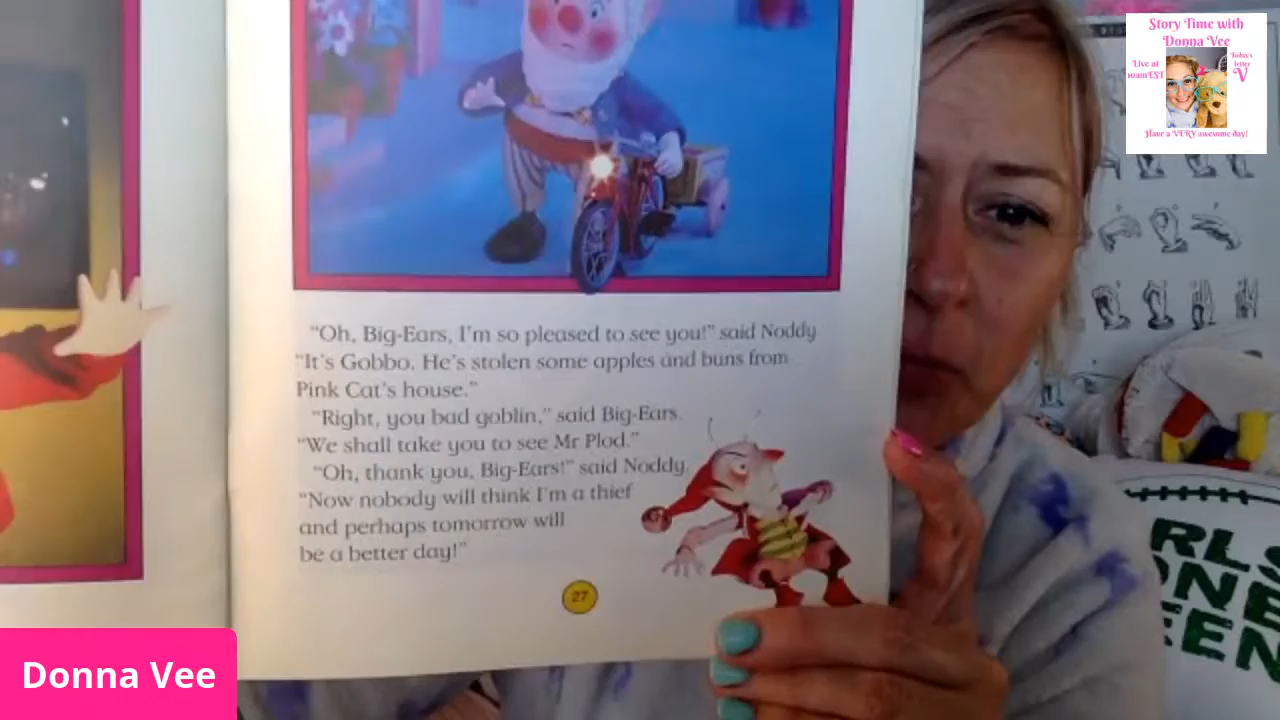 Story Time with
Donna Vee
Live at
10amEST
Today's
letter
V
Have a VERY awesome day!
"Oh, Big-Ears, I'm so pleased to see you!" said Noddy
"It's Gobbo. He's stolen some apples and buns from
Pink Cat's house."
"Right, you bad goblin," said Big-Ears.
"We shall take you to see Mr Plod."
"Oh, thank you, Big-Ears!" said Noddy.
"Now nobody will think I'm a thief
and perhaps tomorrow will
be a better day!"
27
RLS
EEN
Donna Vee